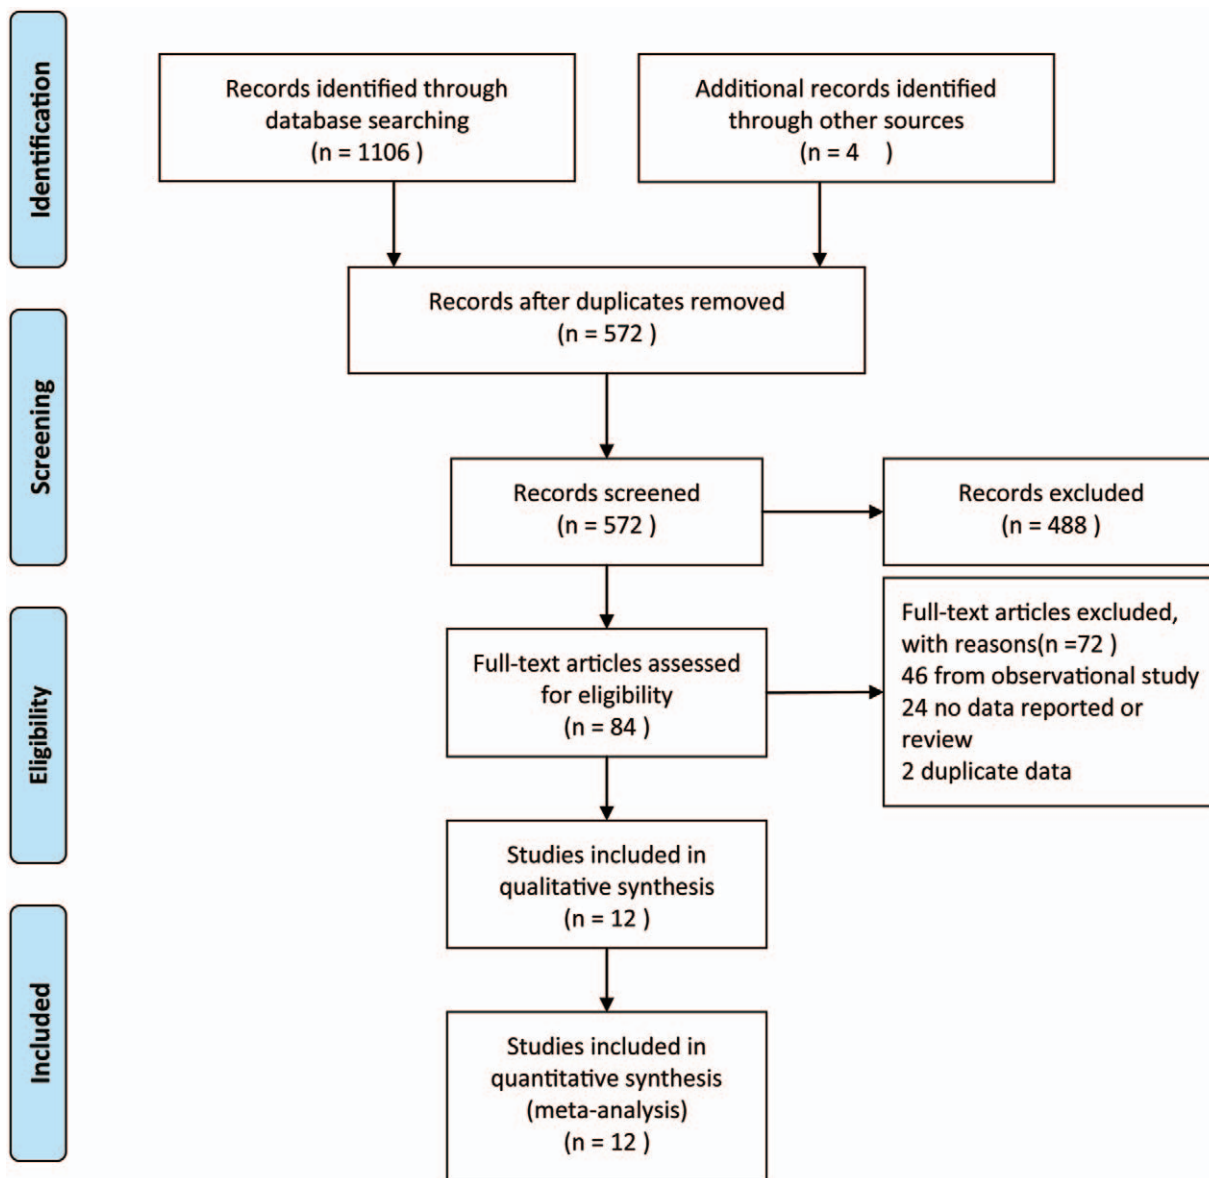 Identification
Records identified through
database searching
(n = 1106 )
Additional records identified
through other sources
(n = 4 )
Records after duplicates removed
(n = 572 )
Screening
Records screened
(n = 572 )
Records excluded
(n = 488 )
Eligibility
Full-text articles assessed
for eligibility
(n = 84 )
Full-text articles excluded,
with reasons(n =72 )
46 from observational study
24 no data reported or
review
2 duplicate data
Studies included in
qualitative synthesis
(n = 12 )
Included
Studies included in
quantitative synthesis
(meta-analysis)
(n = 12 )